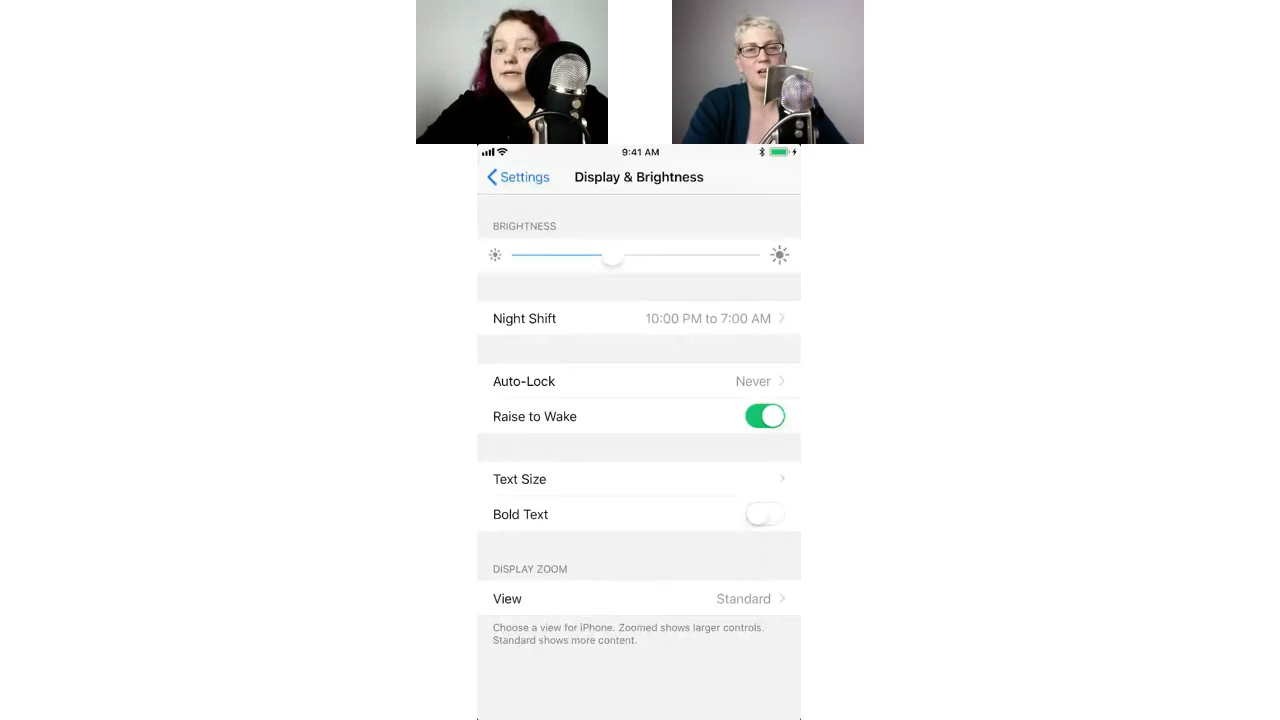 9:41 AM
Settings Display & Brightness
BRIGHTNESS
Night Shift 10:00 PM to 7:00 AM
Auto-Lock Never
Raise to Wake
Text Size
Bold Text
DISPLAY ZOOM
View Standard
Choose a view for iPhone. Zoomed shows larger controls.
Standard shows more content.